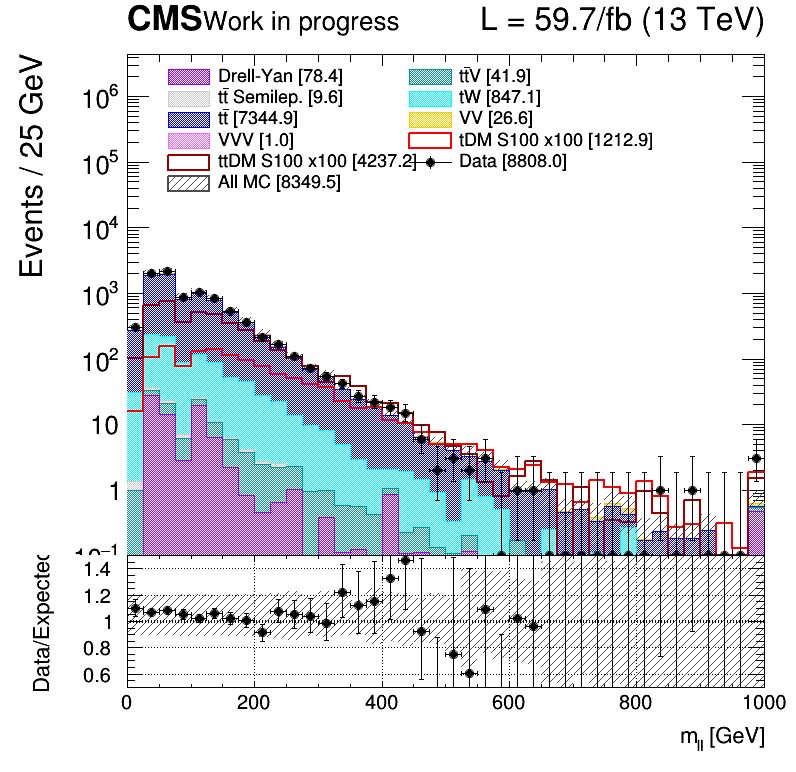 CMS Work in progress L = 59.7/fb (13 TeV)
Events / 25 GeV
Drell-Yan [78.4] tt̄V [41.9]
tt̄ Semilep. [9.6] tW [847.1]
tt̄ [7344.9] VV [26.6]
VVV [1.0] tDM S100 x100 [1212.9]
ttDM S100 x100 [4237.2] Data [8808.0]
All MC [8349.5]
10⁶
10⁵
10⁴
10³
10²
10
1
10⁻¹
Data/Expected
1.4
1.2
1
0.8
0.6
0 200 400 600 800 1000
m_ll [GeV]